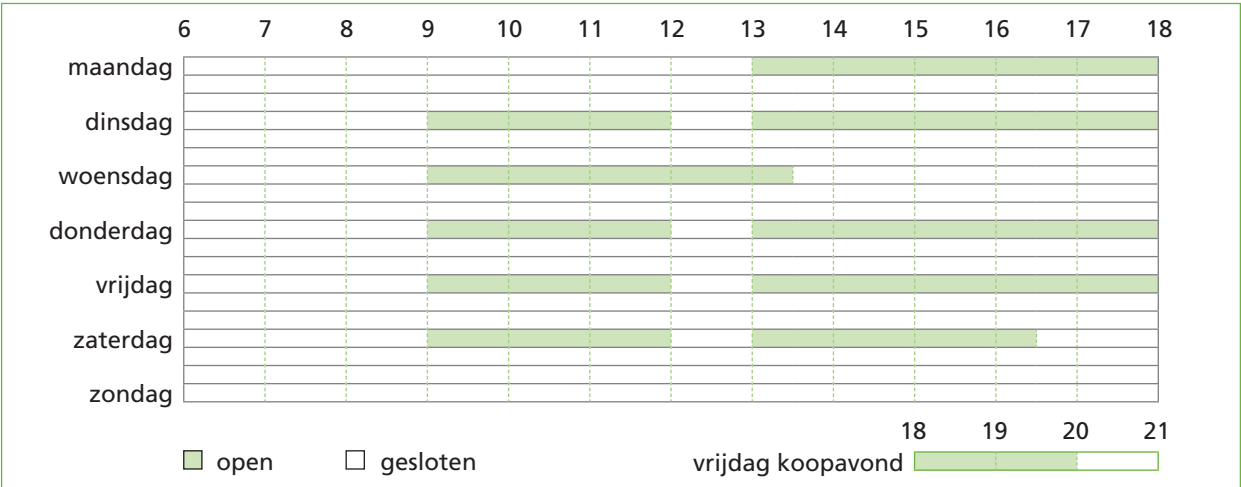 6 7 8 9 10 11 12 13 14 15 16 17 18
maandag
dinsdag
woensdag
donderdag
vrijdag
zaterdag
zondag
18 19 20 21
open gesloten vrijdag koopavond